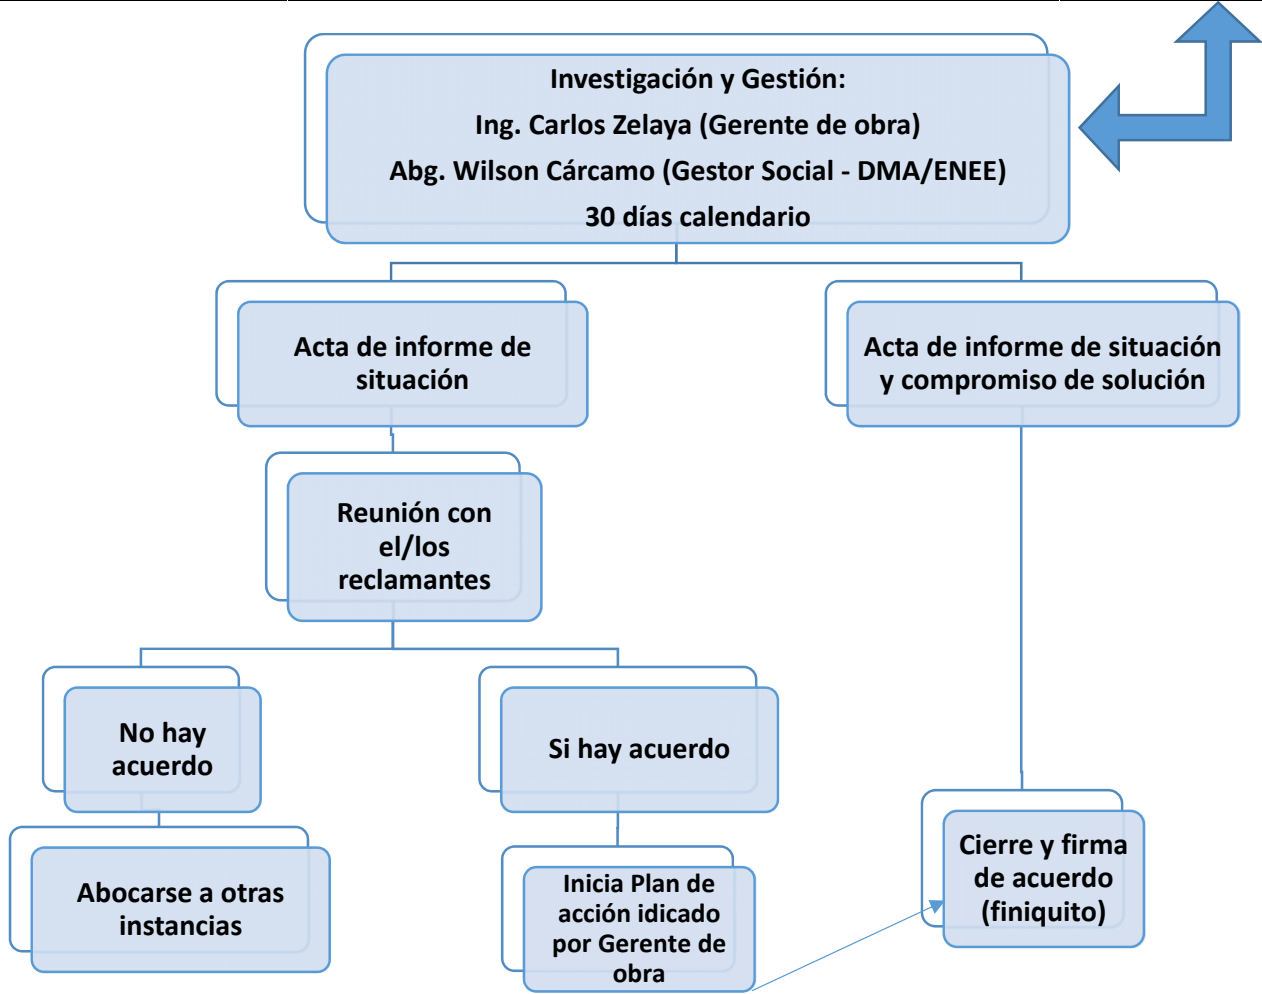 Investigación y Gestión:
Ing. Carlos Zelaya (Gerente de obra)
Abg. Wilson Cárcamo (Gestor Social - DMA/ENEE)
30 días calendario
Acta de informe de
situación
Acta de informe de situación
y compromiso de solución
Reunión con
el/los
reclamantes
No hay
acuerdo
Si hay acuerdo
Abocarse a otras
instancias
Inicia Plan de
acción idicado
por Gerente de
obra
Cierre y firma
de acuerdo
(finiquito)